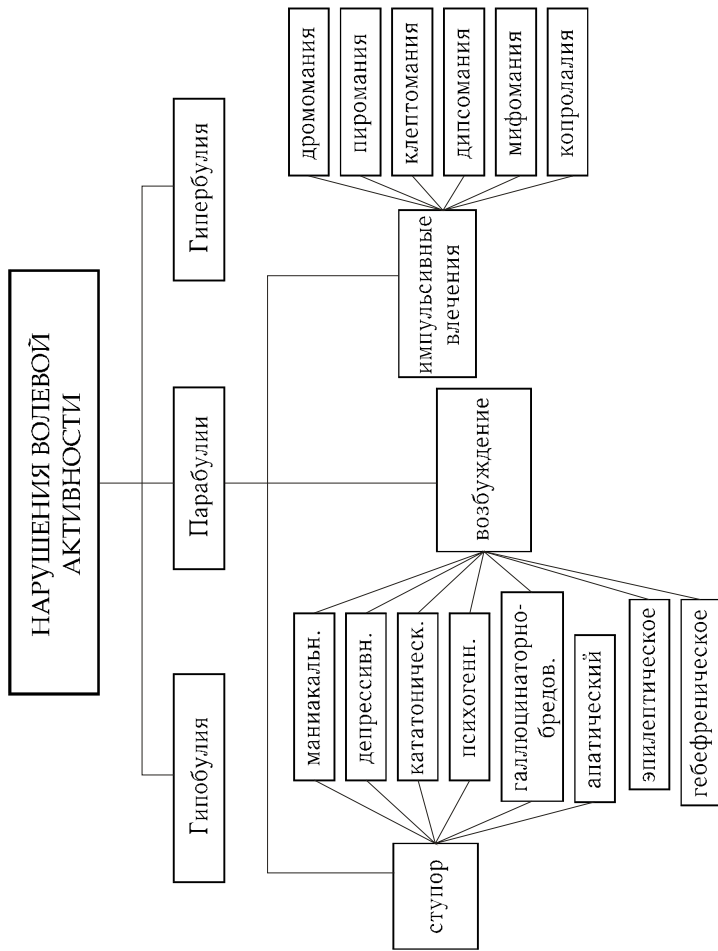 НАРУШЕНИЯ ВОЛЕВОЙ
АКТИВНОСТИ
Гипобулия
Парабулии
Гипербулия
ступор
маниакальн.
депрессивн.
кататоническ.
психогенн.
галлюцинаторно-
бредов.
апатический
эпилептическое
гебефреническое
возбуждение
импульсивные
влечения
дромомания
пиромания
клептомания
дипсомания
мифомания
копролалия